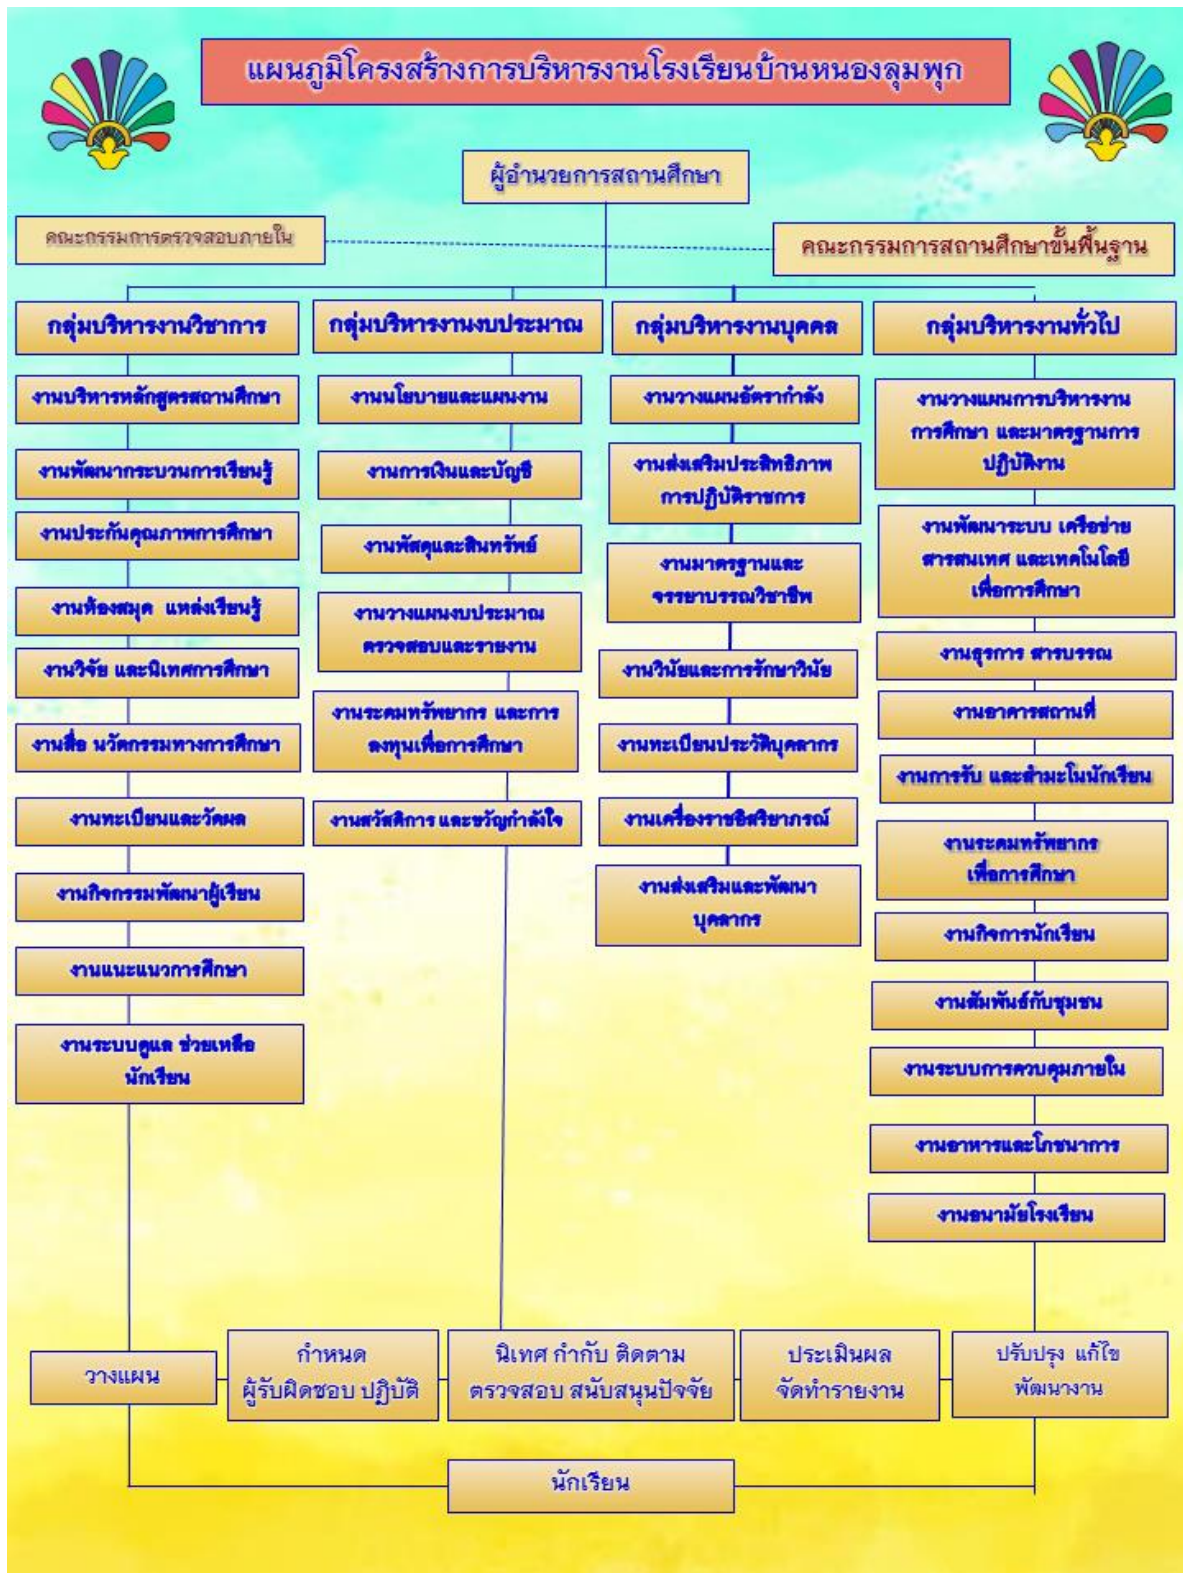 แผนภูมิโครงสร้างการบริหารงานโรงเรียนบ้านหนองลุมพุก
ผู้อำนวยการสถานศึกษา
คณะกรรมการตรวจสอบภายใน
คณะกรรมการสถานศึกษาขั้นพื้นฐาน
กลุ่มบริหารงานวิชาการ
งานบริหารหลักสูตรสถานศึกษา
งานพัฒนากระบวนการเรียนรู้
งานประกันคุณภาพการศึกษา
งานห้องสมุด แหล่งเรียนรู้
งานวิจัย และนิเทศการศึกษา
งานสื่อ นวัตกรรมทางการศึกษา
งานทะเบียนและวัดผล
งานกิจกรรมพัฒนาผู้เรียน
งานแนะแนวการศึกษา
งานระบบดูแล ช่วยเหลือ
นักเรียน
กลุ่มบริหารงานงบประมาณ
งานนโยบายและแผนงาน
งานการเงินและบัญชี
งานพัสดุและสินทรัพย์
งานวางแผนงบประมาณ
ตรวจสอบและรายงาน
งานระดมทรัพยากร และการ
ลงทุนเพื่อการศึกษา
งานสวัสดิการ และขวัญกำลังใจ
กลุ่มบริหารงานบุคคล
งานวางแผนอัตรากำลัง
งานส่งเสริมประสิทธิภาพ
การปฏิบัติราชการ
งานมาตรฐานและ
จรรยาบรรณวิชาชีพ
งานวินัยและการรักษาวินัย
งานทะเบียนประวัติบุคลากร
งานเครื่องราชอิสริยาภรณ์
งานส่งเสริมและพัฒนา
บุคลากร
กลุ่มบริหารงานทั่วไป
งานวางแผนการบริหารงาน
การศึกษา และมาตรฐานการ
ปฏิบัติงาน
งานพัฒนาระบบ เครือข่าย
สารสนเทศ และเทคโนโลยี
เพื่อการศึกษา
งานธุรการ สารบรรณ
งานอาคารสถานที่
งานการรับ และสำมะโนนักเรียน
งานระดมทรัพยากร
เพื่อการศึกษา
งานกิจการนักเรียน
งานสัมพันธ์กับชุมชน
งานระบบการควบคุมภายใน
งานอาหารและโภชนาการ
งานอนามัยโรงเรียน
วางแผน
กำหนด
ผู้รับผิดชอบ ปฏิบัติ
นิเทศ กำกับ ติดตาม
ตรวจสอบ สนับสนุนปัจจัย
ประเมินผล
จัดทำรายงาน
ปรับปรุง แก้ไข
พัฒนางาน
นักเรียน